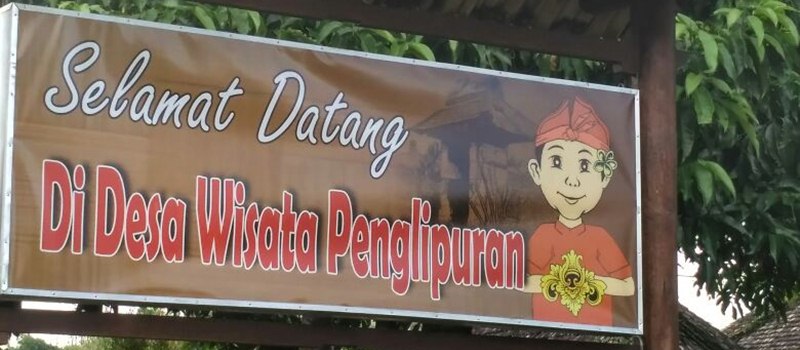 Selamat Datang
Di Desa Wisata Penglipuran